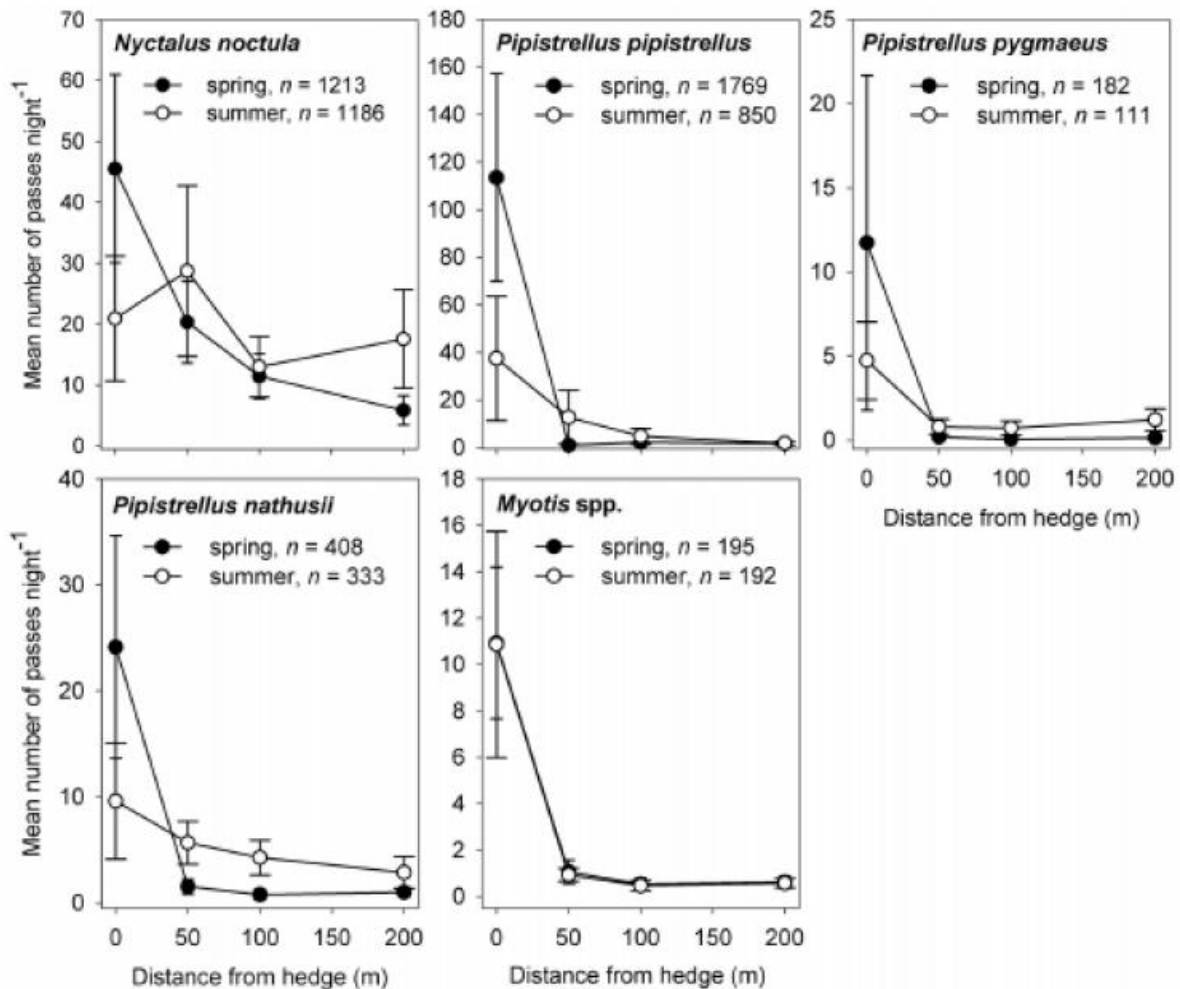 Nyctalus noctula
spring, n = 1213
summer, n = 1186
70
60
50
40
30
20
10
0
Mean number of passes night-1
Pipistrellus pipistrellus
spring, n = 1769
summer, n = 850
180
160
140
120
100
80
60
40
20
0
Pipistrellus pygmaeus
spring, n = 182
summer, n = 111
25
20
15
10
5
0
0 50 100 150 200
Distance from hedge (m)
Pipistrellus nathusii
spring, n = 408
summer, n = 333
40
30
20
10
0
Mean number of passes night-1
0 50 100 150 200
Distance from hedge (m)
Myotis spp.
spring, n = 195
summer, n = 192
18
16
14
12
10
8
6
4
2
0
0 50 100 150 200
Distance from hedge (m)